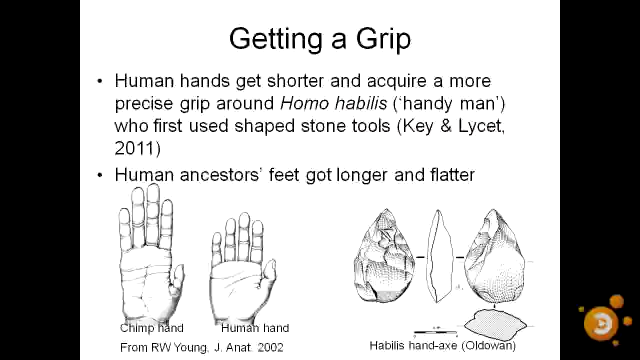 Getting a Grip
• Human hands get shorter and acquire a more
precise grip around Homo habilis (‘handy man’)
who first used shaped stone tools (Key & Lycet,
2011)
• Human ancestors’ feet got longer and flatter
Chimp hand
Human hand
From RW Young, J. Anat. 2002
Habilis hand-axe (Oldowan)